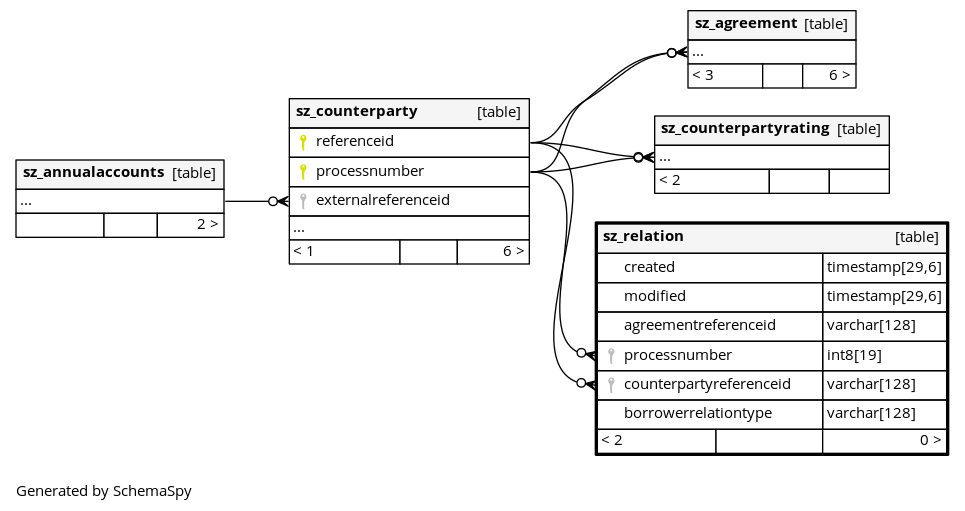 sz_agreement [table]
...
< 3 6 >
sz_counterparty [table]
referenceid
processnumber
externalreferenceid
...
< 1 6 >
sz_counterpartyrating [table]
...
< 2
sz_annualaccounts [table]
...
2 >
sz_relation [table]
created timestamp[29,6]
modified timestamp[29,6]
agreementreferenceid varchar[128]
processnumber int8[19]
counterpartyreferenceid varchar[128]
borrowerrelationtype varchar[128]
< 2 0 >
Generated by SchemaSpy